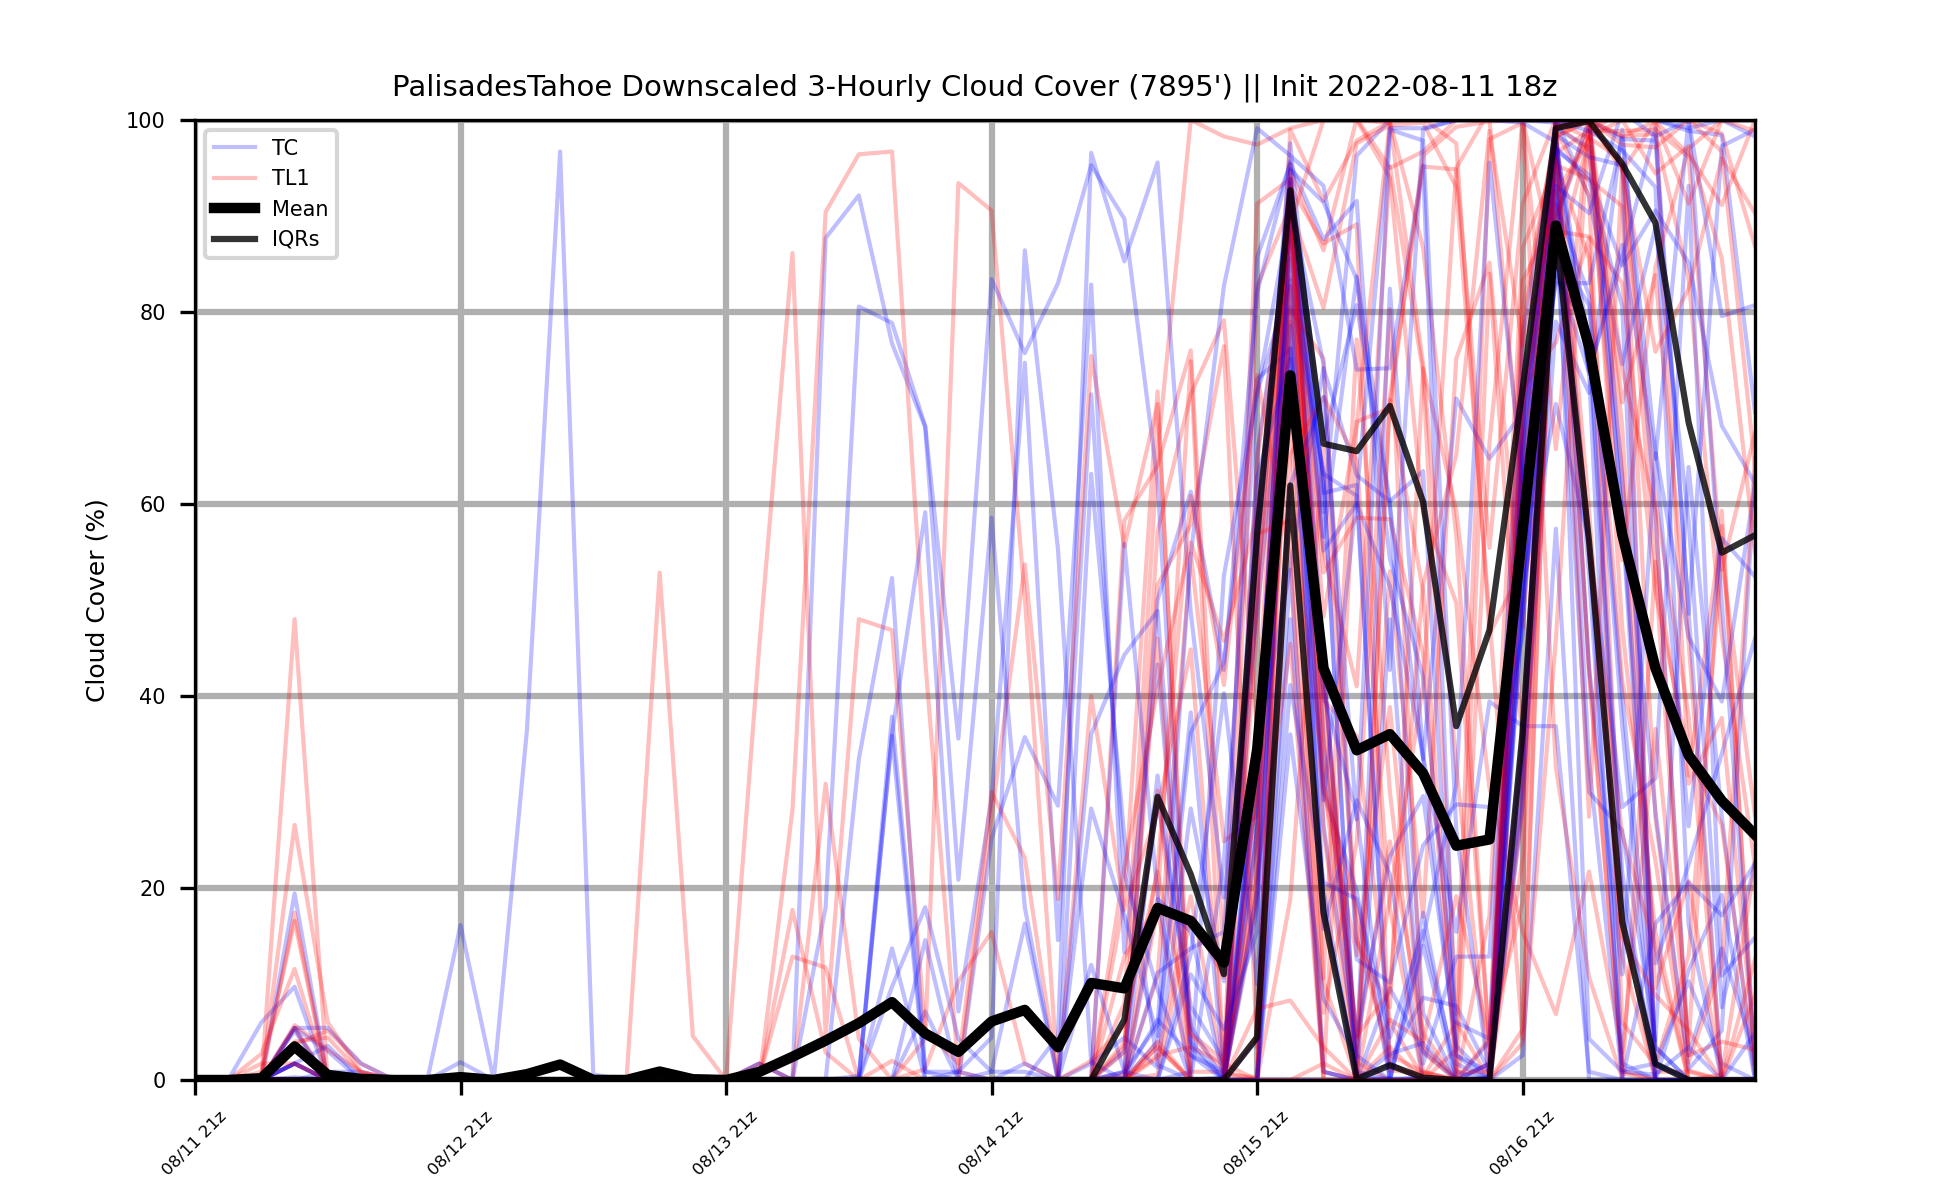 PalisadesTahoe Downscaled 3-Hourly Cloud Cover (7895') || Init 2022-08-11 18z
TC
TL1
Mean
IQRs
Cloud Cover (%)
100
80
60
40
20
0
08/11 21z
08/12 21z
08/13 21z
08/14 21z
08/15 21z
08/16 21z